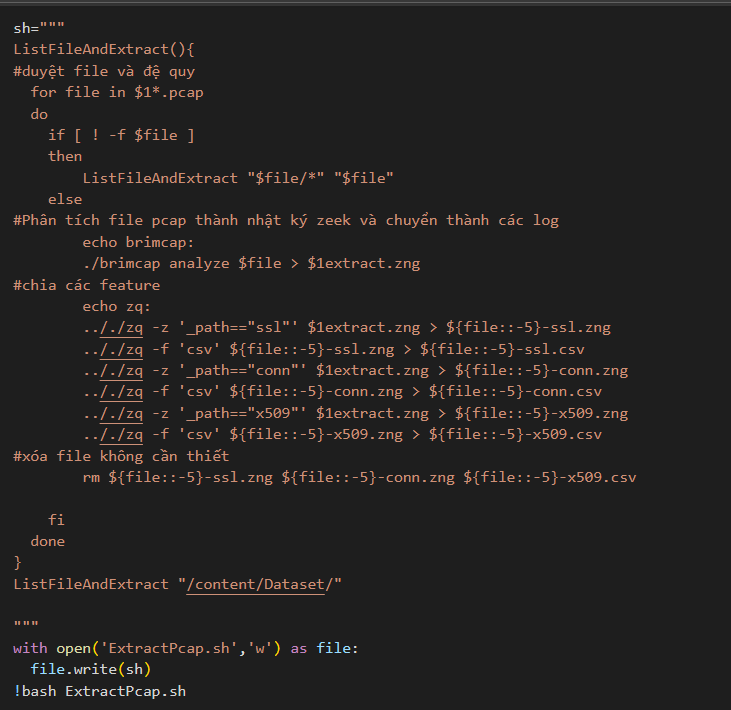 sh="""
ListFileAndExtract(){
#duyệt file và đệ quy
  for file in $1*.pcap
  do
    if [ ! -f $file ]
    then
        ListFileAndExtract "$file/*" "$file"
    else
#Phân tích file pcap thành nhật ký zeek và chuyển thành các log
        echo brimcap:
        ./brimcap analyze $file > $1extract.zng
#chia các feature
        echo zq:
        .././zq -z '_path=="ssl"' $1extract.zng > ${file::-5}-ssl.zng
        .././zq -f 'csv' ${file::-5}-ssl.zng > ${file::-5}-ssl.csv
        .././zq -z '_path=="conn"' $1extract.zng > ${file::-5}-conn.zng
        .././zq -f 'csv' ${file::-5}-conn.zng > ${file::-5}-conn.csv
        .././zq -z '_path=="x509"' $1extract.zng > ${file::-5}-x509.zng
        .././zq -f 'csv' ${file::-5}-x509.zng > ${file::-5}-x509.csv
#xóa file không cần thiết
        rm ${file::-5}-ssl.zng ${file::-5}-conn.zng ${file::-5}-x509.csv
    fi
  done
}
ListFileAndExtract "/content/Dataset/"
"""
with open('ExtractPcap.sh','w') as file:
  file.write(sh)
!bash ExtractPcap.sh